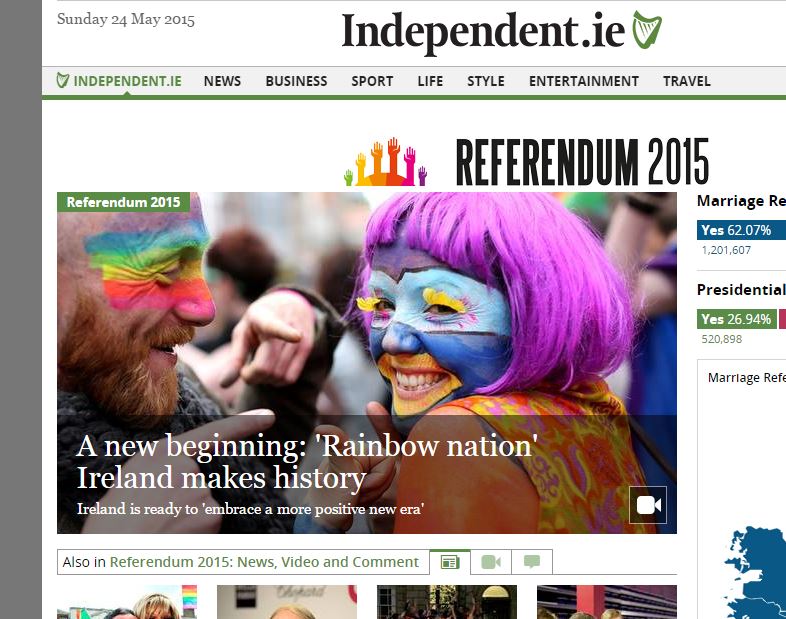 Sunday 24 May 2015
Independent.ie
INDEPENDENT.IE NEWS BUSINESS SPORT LIFE STYLE ENTERTAINMENT TRAVEL
REFERENDUM 2015
Referendum 2015
A new beginning: 'Rainbow nation'
Ireland makes history
Ireland is ready to 'embrace a more positive new era'
Also in Referendum 2015: News, Video and Comment
Marriage Re
Yes 62.07%
1,201,607
Presidential
Yes 26.94%
520,898
Marriage Refe